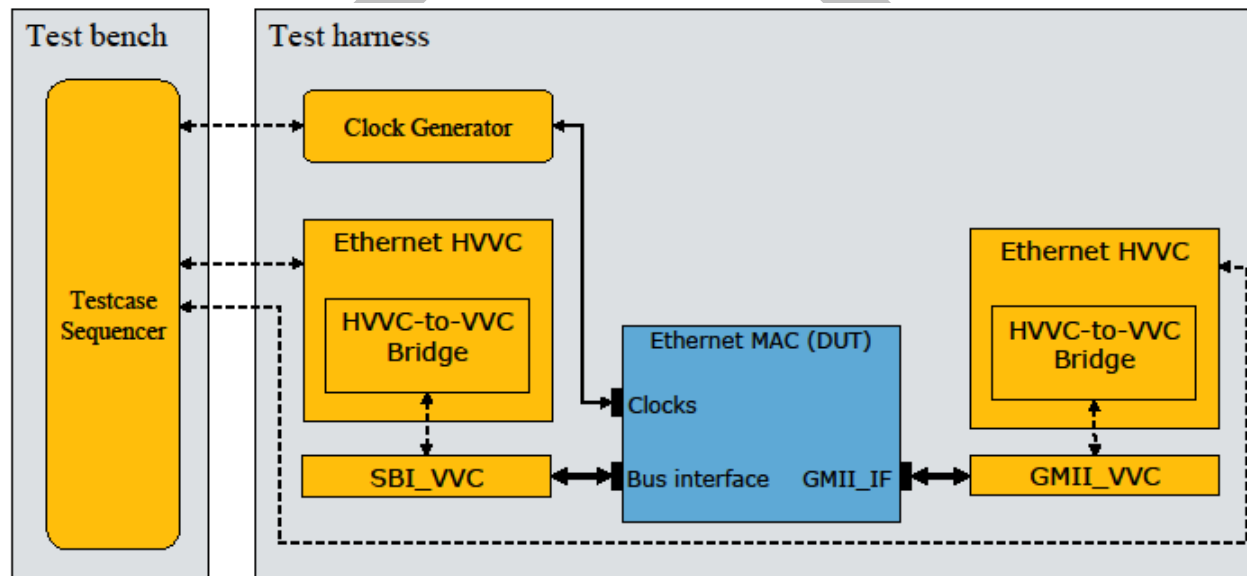 Test bench
Test harness
Testcase
Sequencer
Clock Generator
Ethernet HVVC
HVVC-to-VVC
Bridge
SBI_VVC
Ethernet MAC (DUT)
Clocks
Bus interface
GMII_IF
Ethernet HVVC
HVVC-to-VVC
Bridge
GMII_VVC